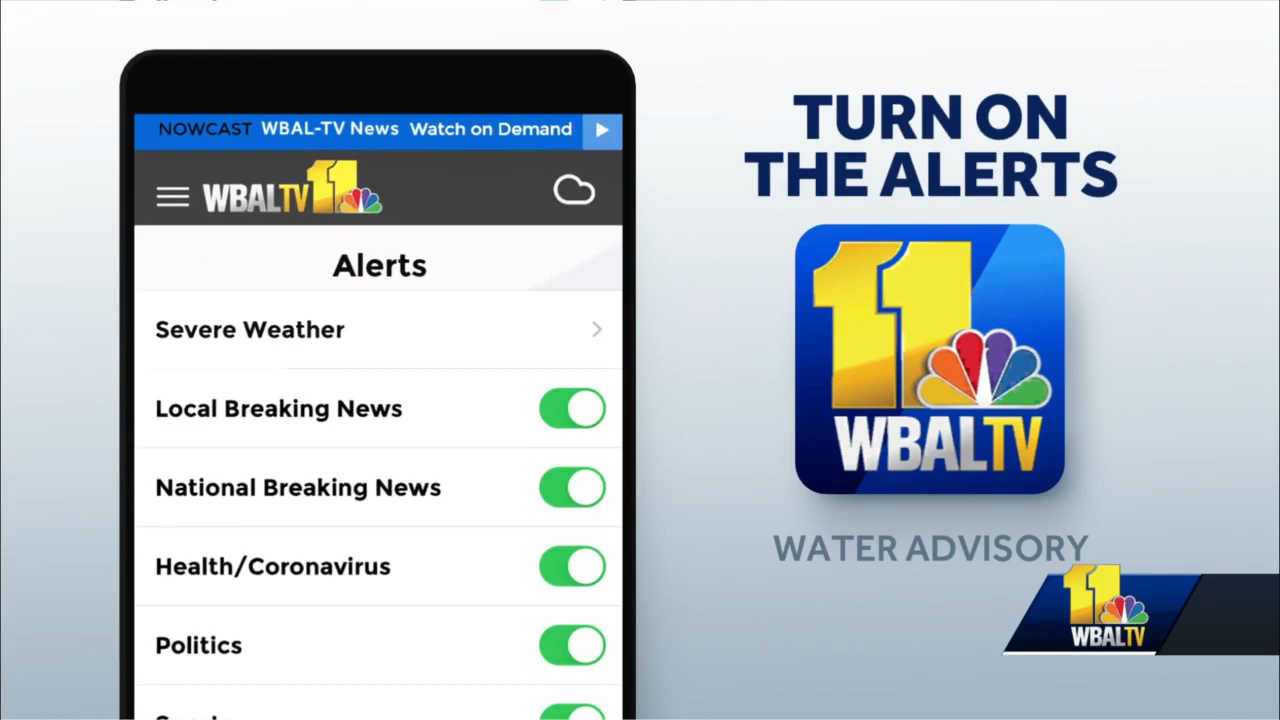 NOWCAST WBAL-TV News Watch on Demand
WBALTV 11
Alerts
Severe Weather
Local Breaking News
National Breaking News
Health/Coronavirus
Politics
TURN ON
THE ALERTS
11
WBALTV
WATER ADVISORY
11
WBALTV